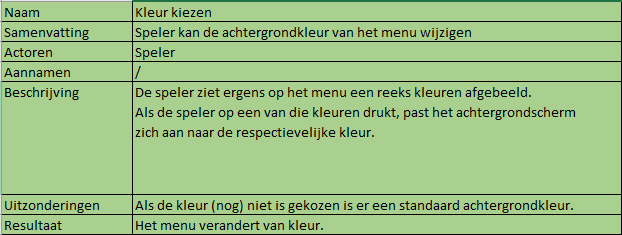 Naam Kleur kiezen
Samenvatting Speler kan de achtergrondkleur van het menu wijzigen
Actoren Speler
Aannamen /
Beschrijving De speler ziet ergens op het menu een reeks kleuren afgebeeld.
Als de speler op een van die kleuren drukt, past het achtergrondscherm
zich aan naar de respectievelijke kleur.
Uitzonderingen Als de kleur (nog) niet is gekozen is er een standaard achtergrondkleur.
Resultaat Het menu verandert van kleur.